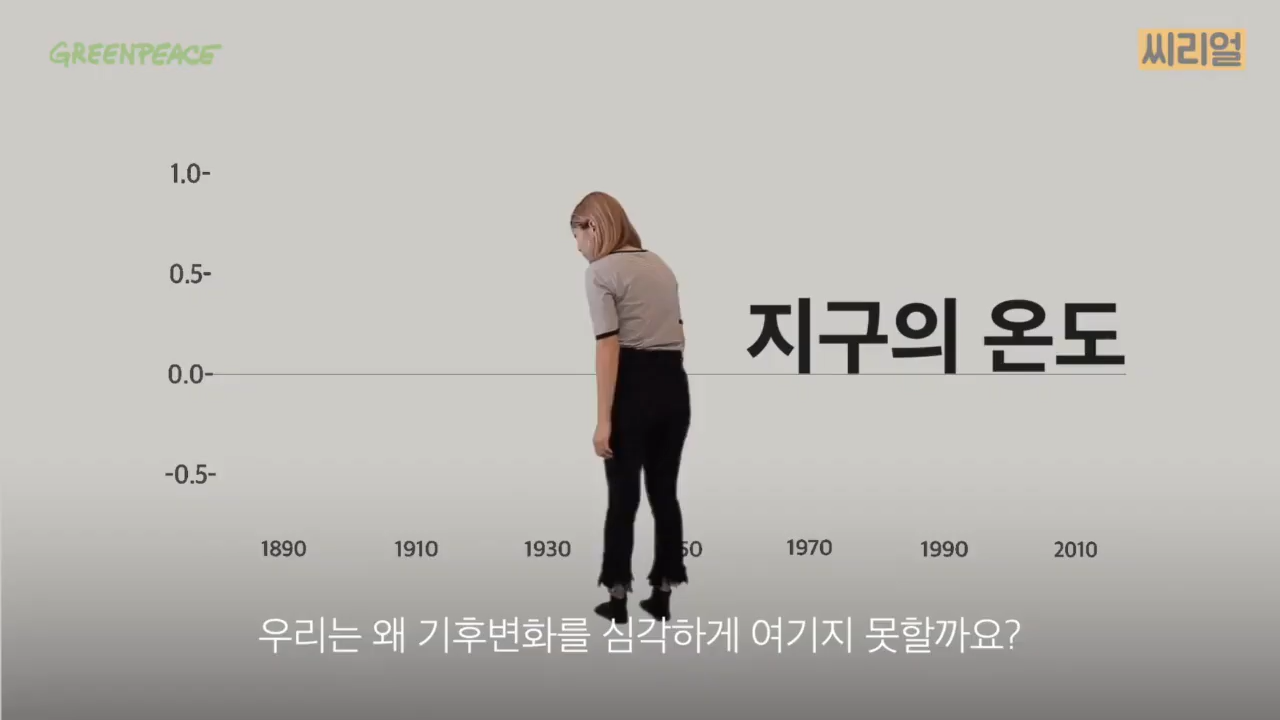 GREENPEACE
씨리얼
1.0-
0.5-
지구의 온도
0.0-
-0.5-
1890 1910 1930 50 1970 1990 2010
우리는 왜 기후변화를 심각하게 여기지 못할까요?